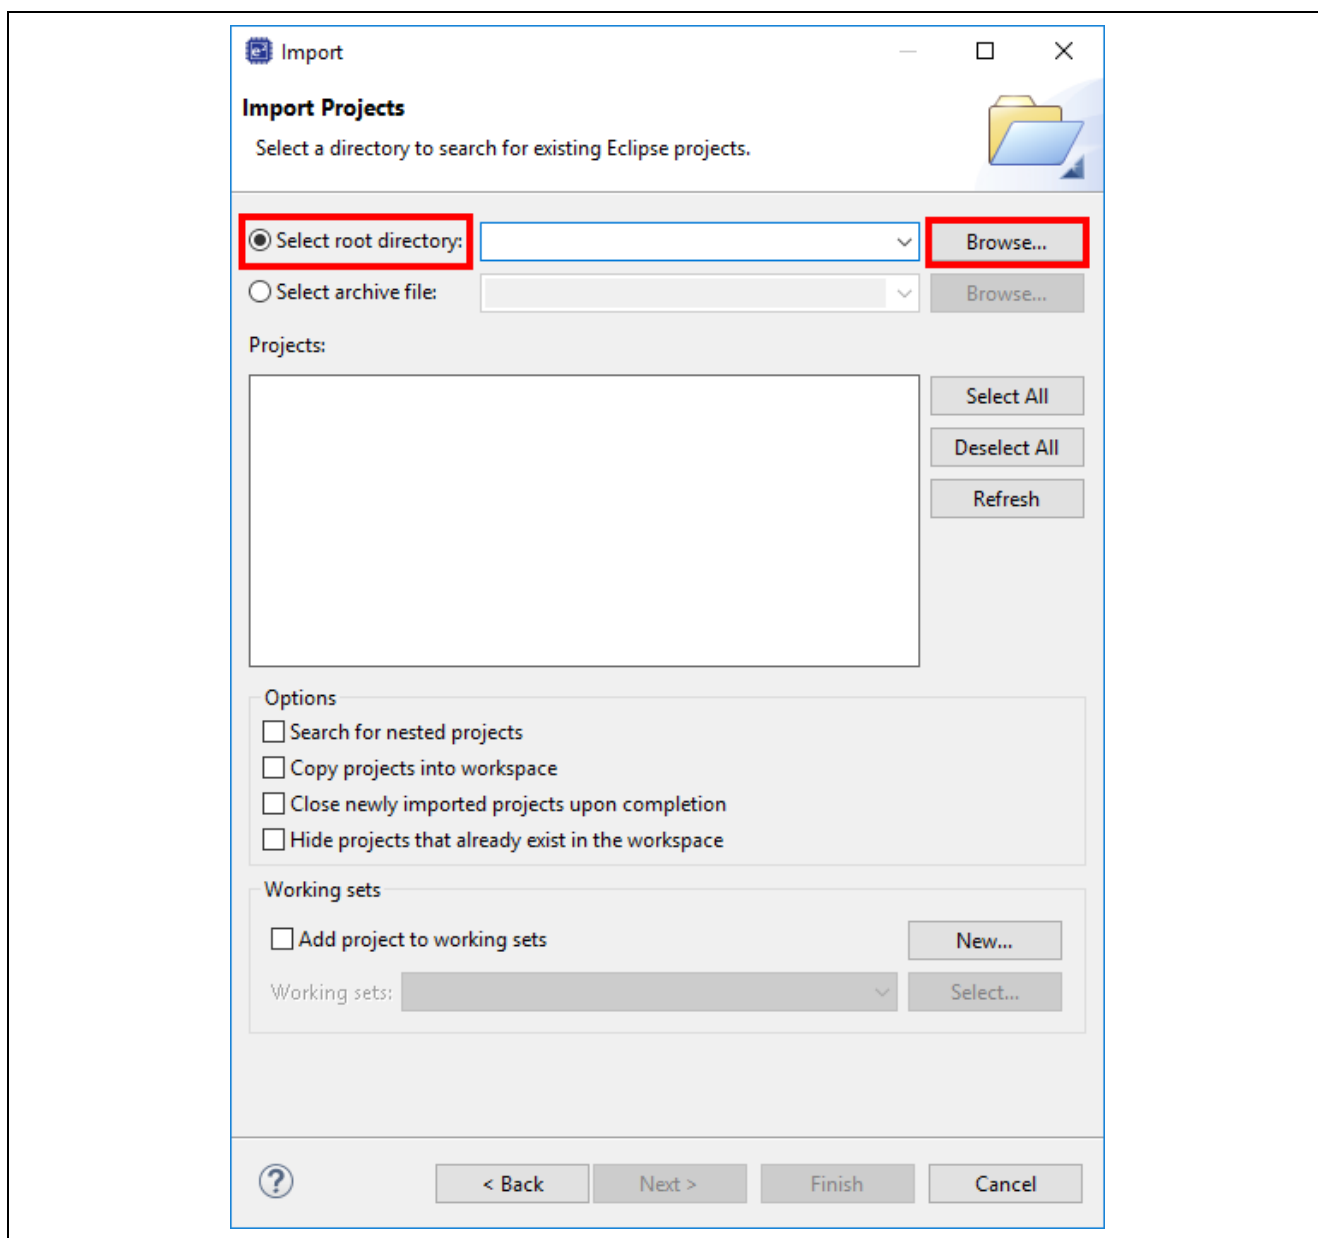 Import
Import Projects
Select a directory to search for existing Eclipse projects.
Select root directory: Browse...
Select archive file: Browse...
Projects:
Select All
Deselect All
Refresh
Options
Search for nested projects
Copy projects into workspace
Close newly imported projects upon completion
Hide projects that already exist in the workspace
Working sets
Add project to working sets New...
Working sets: Select...
? < Back Next > Finish Cancel